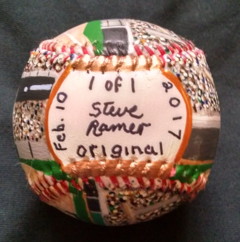 1 of 1
Steve
Ramer
original
Feb. 10
2017